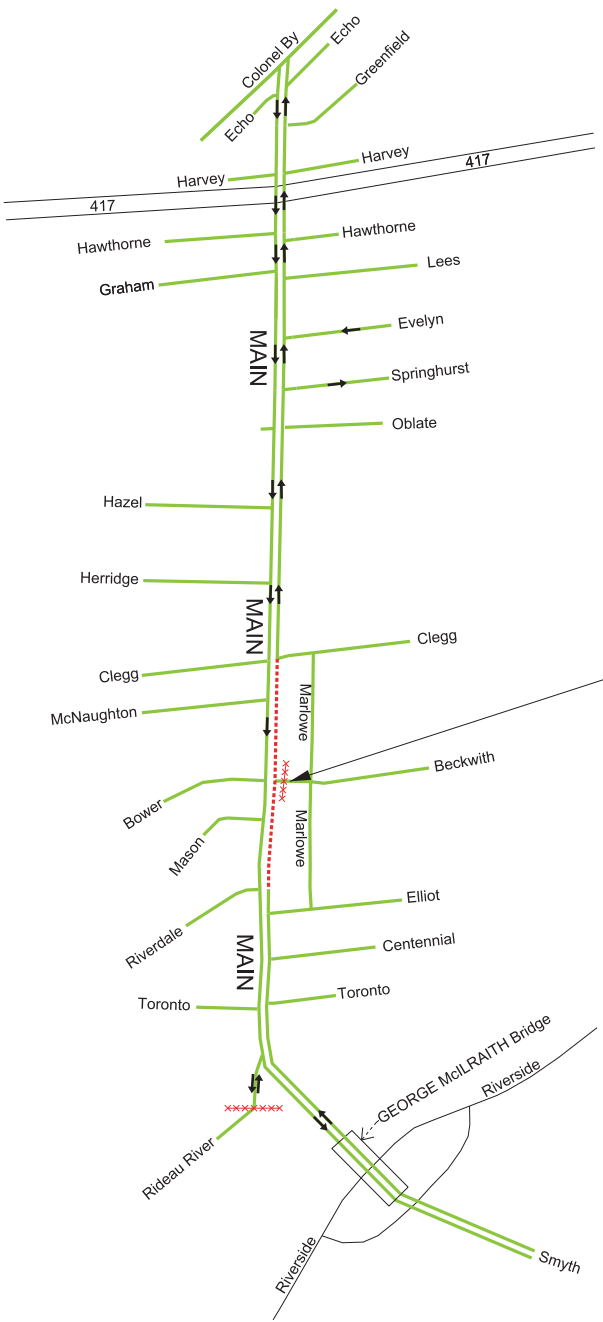 Colonel By
Echo
Greenfield
Echo
Harvey
Harvey
417
417
Hawthorne
Hawthorne
Graham
Lees
Evelyn
MAIN
Springhurst
Oblate
Hazel
Herridge
MAIN
Clegg
Clegg
McNaughton
Marlowe
Beckwith
Bower
Marlowe
Mason
Elliot
Riverdale
MAIN
Centennial
Toronto
Toronto
GEORGE McILRAITH Bridge
Riverside
Rideau River
Riverside
Smyth